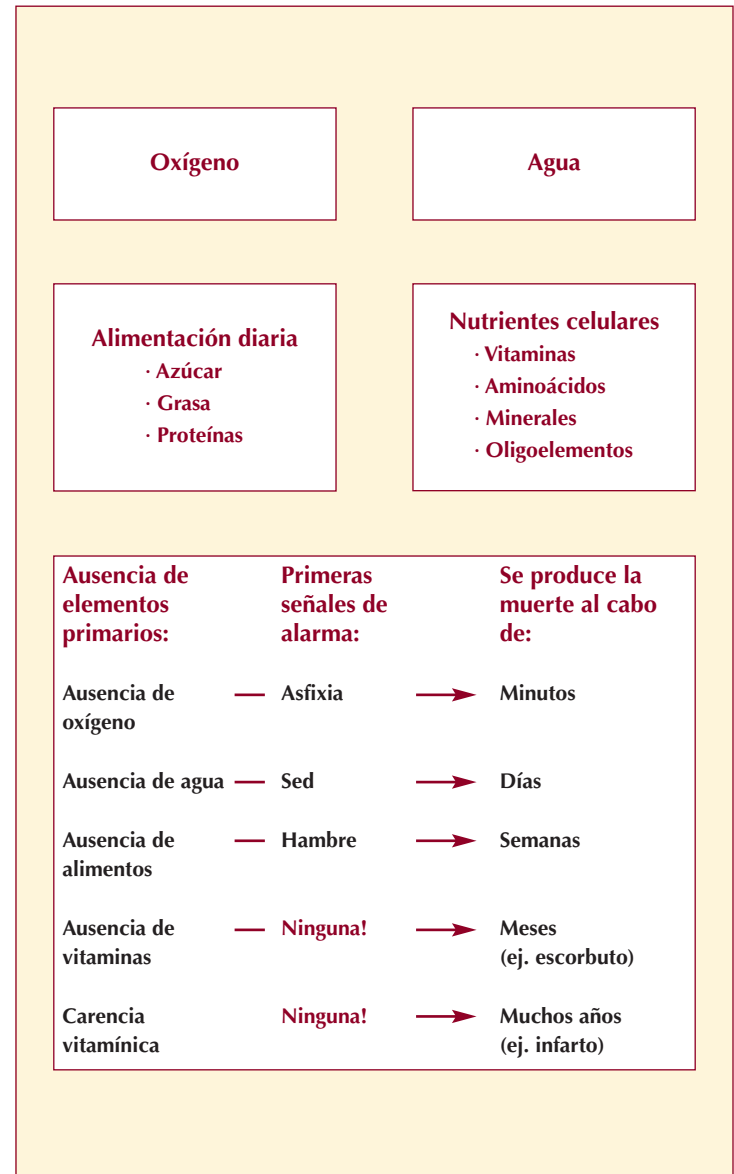 Oxígeno
Agua
Alimentación diaria
· Azúcar
· Grasa
· Proteínas
Nutrientes celulares
· Vitaminas
· Aminoácidos
· Minerales
· Oligoelementos
Ausencia de
elementos
primarios:
Primeras
señales de
alarma:
Se produce la
muerte al cabo
de:
Ausencia de
oxígeno
Asfixia
Minutos
Ausencia de agua
Sed
Días
Ausencia de
alimentos
Hambre
Semanas
Ausencia de
vitaminas
Ninguna!
Meses
(ej. escorbuto)
Carencia
vitamínica
Ninguna!
Muchos años
(ej. infarto)